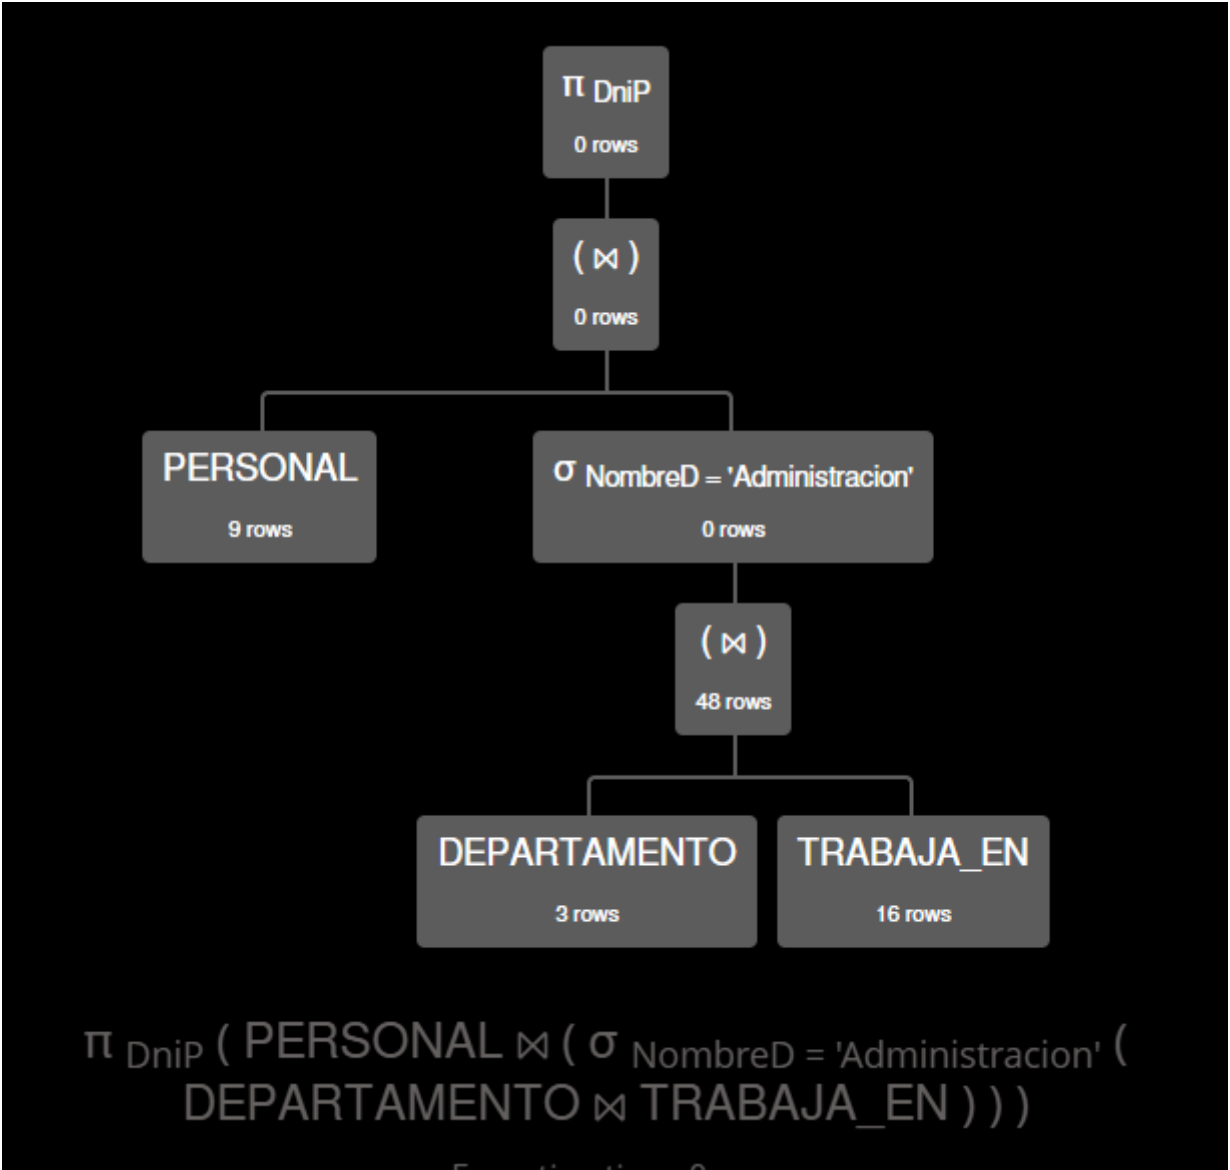 π DniP
0 rows
( ⋈ )
0 rows
PERSONAL
9 rows
σ NombreD = 'Administracion'
0 rows
( ⋈ )
48 rows
DEPARTAMENTO
3 rows
TRABAJA_EN
16 rows
π DniP ( PERSONAL ⋈ ( σ NombreD = 'Administracion' (
DEPARTAMENTO ⋈ TRABAJA_EN ) ) )